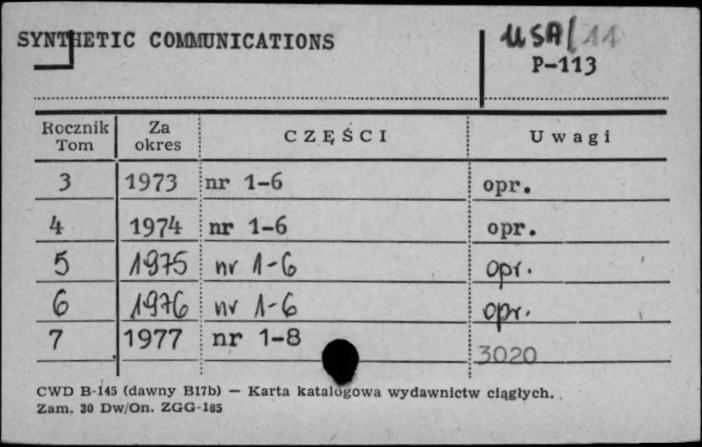 SYNTHETIC COMMUNICATIONS
USA/11
P-113
Rocznik Tom Za okres CZĘŚCI Uwagi
3 1973 nr 1-6 opr.
4 1974 nr 1-6 opr.
5 1975 nr 1-6 opr.
6 1976 nr 1-6 opr.
7 1977 nr 1-8
3020
CWD B-145 (dawny B17b) — Karta katalogowa wydawnictw ciągłych.
Zam. 30 Dw/On. ZGG-185